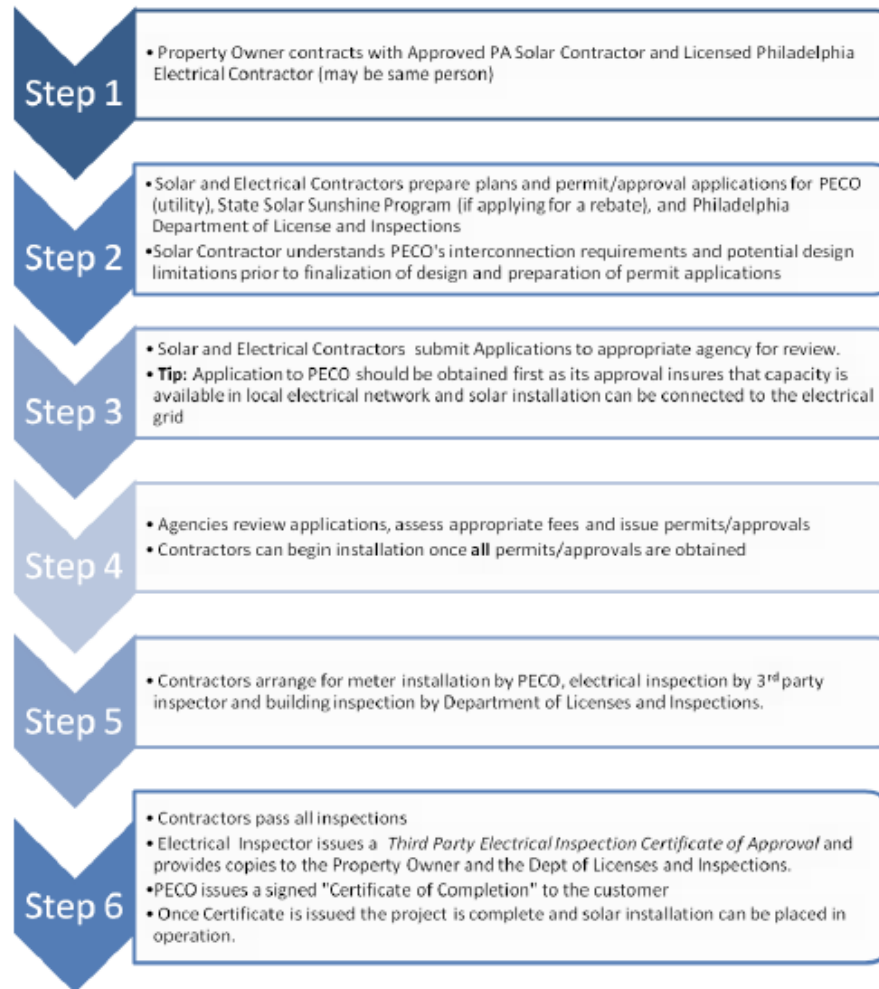 Step 1
• Property Owner contracts with Approved PA Solar Contractor and Licensed Philadelphia
Electrical Contractor (may be same person)
Step 2
• Solar and Electrical Contractors prepare plans and permit/approval applications for PECO
(utility), State Solar Sunshine Program (if applying for a rebate), and Philadelphia
Department of License and Inspections
• Solar Contractor understands PECO's interconnection requirements and potential design
limitations prior to finalization of design and preparation of permit applications
Step 3
• Solar and Electrical Contractors submit Applications to appropriate agency for review.
• Tip: Application to PECO should be obtained first as its approval insures that capacity is
available in local electrical network and solar installation can be connected to the electrical
grid
Step 4
• Agencies review applications, assess appropriate fees and issue permits/approvals
• Contractors can begin installation once all permits/approvals are obtained
Step 5
• Contractors arrange for meter installation by PECO, electrical inspection by 3rd party
inspector and building inspection by Department of Licenses and Inspections.
Step 6
• Contractors pass all inspections
• Electrical Inspector issues a Third Party Electrical Inspection Certificate of Approval and
provides copies to the Property Owner and the Dept of Licenses and Inspections.
• PECO issues a signed "Certificate of Completion" to the customer
• Once Certificate is issued the project is complete and solar installation can be placed in
operation.